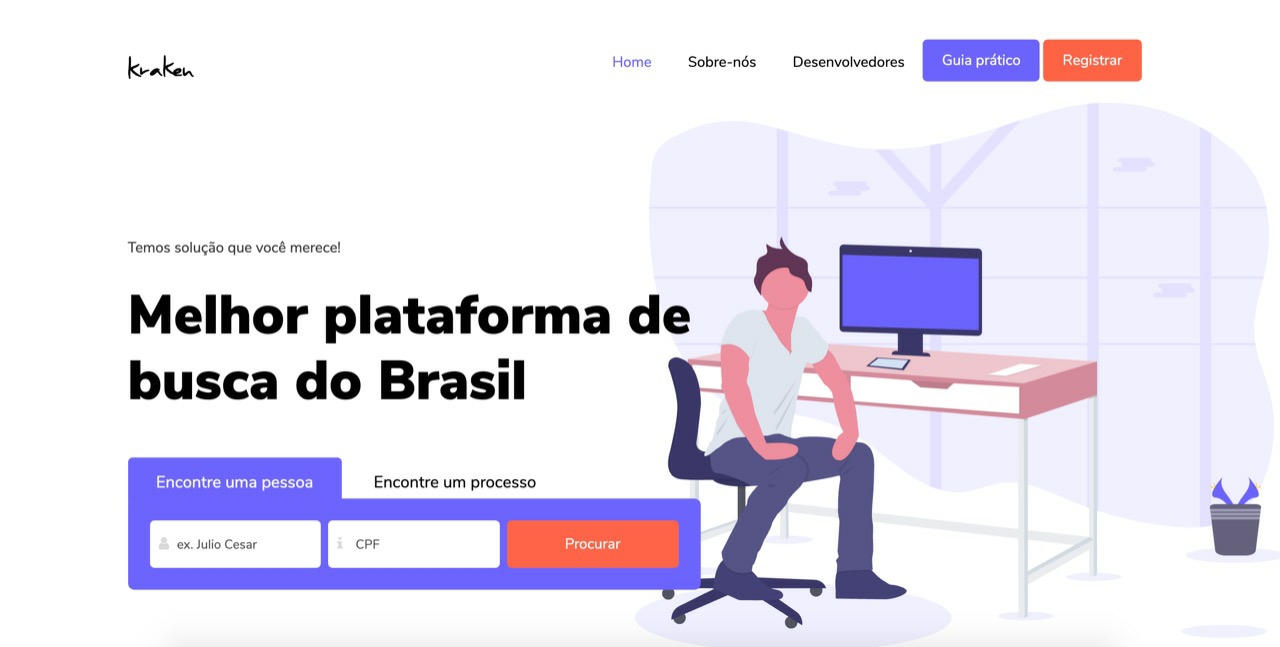 kraken
Home Sobre-nós Desenvolvedores Guia prático Registrar
Temos solução que você merece!
Melhor plataforma de
busca do Brasil
Encontre uma pessoa Encontre um processo
ex. Julio Cesar CPF Procurar